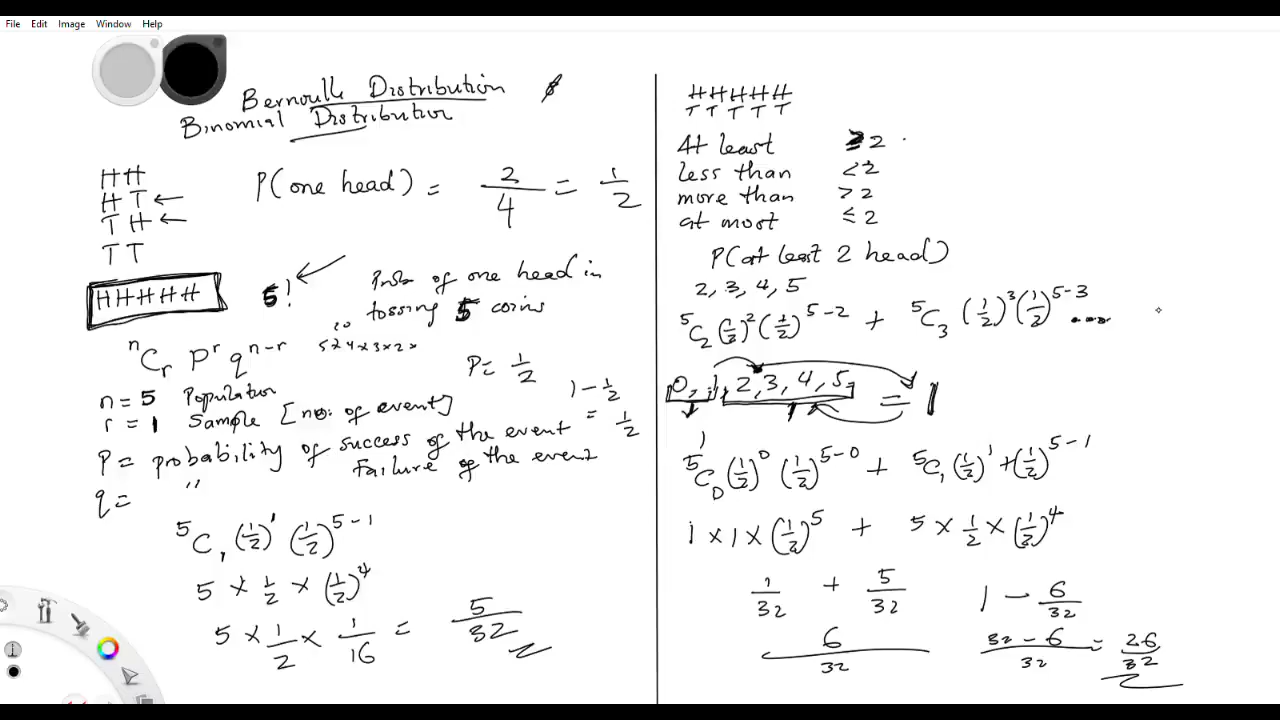 File Edit Image Window Help
Bernoulli Distribution
Binomial Distribution
HH
HT ←
TH ←
TT
P(one head) = 2/4 = 1/2
HHHHH 5!
Prob of one head in
tossing 5 coins
5x4x3x2x
nCr P^r q^n-r
P = 1/2
n = 5 Population
r = 1 Sample [no: of event]
1 - 1/2
= 1/2
P = probability of success of the event
q = " failure of the event
5C1 (1/2)^1 (1/2)^5-1
5 x 1/2 x (1/2)^4
5 x 1/2 x 1/16 = 5/32
HHHHH
TTTTT
At least ≥2
less than <2
more than >2
at most ≤2
P(at least 2 head)
2, 3, 4, 5
5C2 (1/2)^2 (1/2)^5-2 + 5C3 (1/2)^3 (1/2)^5-3 ....
0, 1, 2, 3, 4, 5, = 1
5C0 (1/2)^0 (1/2)^5-0 + 5C1 (1/2)^1 + (1/2)^5-1
1 x 1 x (1/2)^5 + 5 x 1/2 x (1/2)^4
1/32 + 5/32
6/32
1 - 6/32
32 - 6/32 = 26/32